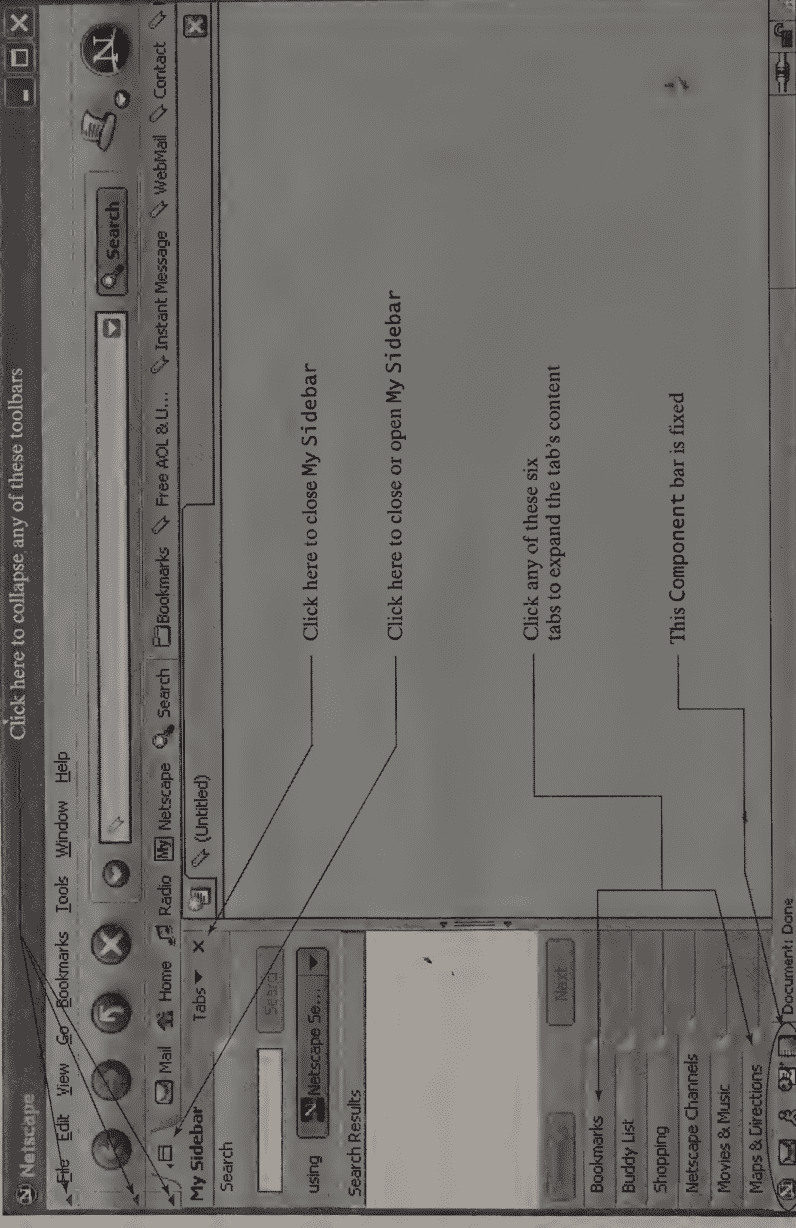 Click here to collapse any of these toolbars
Netscape
File Edit View Go Bookmarks Tools Window Help
Search
Mail Home Radio My Netscape Search Bookmarks Free AOL & U... Instant Message WebMail Contact
My Sidebar Tabs
(Untitled)
Search
Search
using Netscape Se...
Search Results
Click here to close My Sidebar
Click here to close or open My Sidebar
Click any of these six
tabs to expand the tab's content
This Component bar is fixed
Next
Bookmarks
Buddy List
Shopping
Netscape Channels
Movies & Music
Maps & Directions
Document: Done